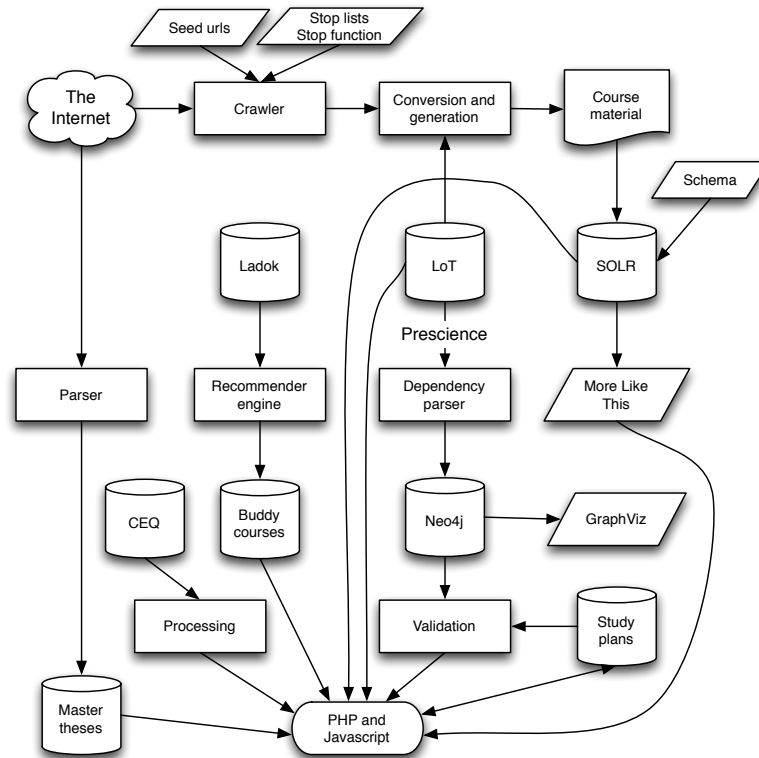 Seed urls
Stop lists
Stop function
The
Internet
Crawler
Conversion and
generation
Course
material
Schema
Ladok
LoT
SOLR
Prescience
Parser
Recommender
engine
Dependency
parser
More Like
This
CEQ
Buddy
courses
Neo4j
GraphViz
Processing
Validation
Study
plans
Master
theses
PHP and
Javascript